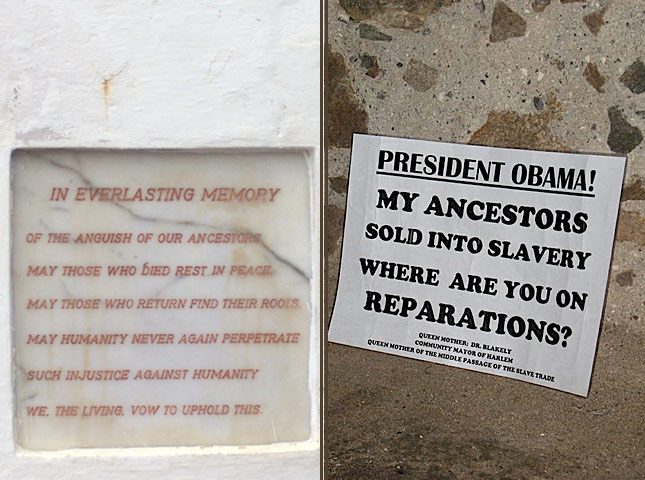 IN EVERLASTING MEMORY
OF THE ANGUISH OF OUR ANCESTORS.
MAY THOSE WHO DIED REST IN PEACE.
MAY THOSE WHO RETURN FIND THEIR ROOTS.
MAY HUMANITY NEVER AGAIN PERPETRATE
SUCH INJUSTICE AGAINST HUMANITY
WE, THE LIVING, VOW TO UPHOLD THIS.
PRESIDENT OBAMA!
MY ANCESTORS
SOLD INTO SLAVERY
WHERE ARE YOU ON
REPARATIONS?
QUEEN MOTHER: DR. BLAKELY
COMMUNITY MAYOR OF HARLEM
QUEEN MOTHER OF THE MIDDLE PASSAGE OF THE SLAVE TRADE